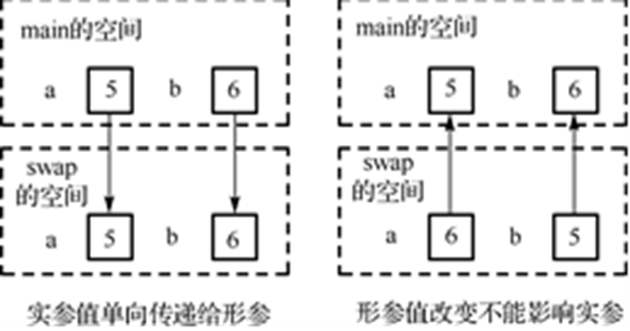 main的空间
a 5 b 6
swap
的空间
a 5 b 6
实参值单向传递给形参
main的空间
a 5 b 6
swap
的空间
a 6 b 5
形参值改变不能影响实参